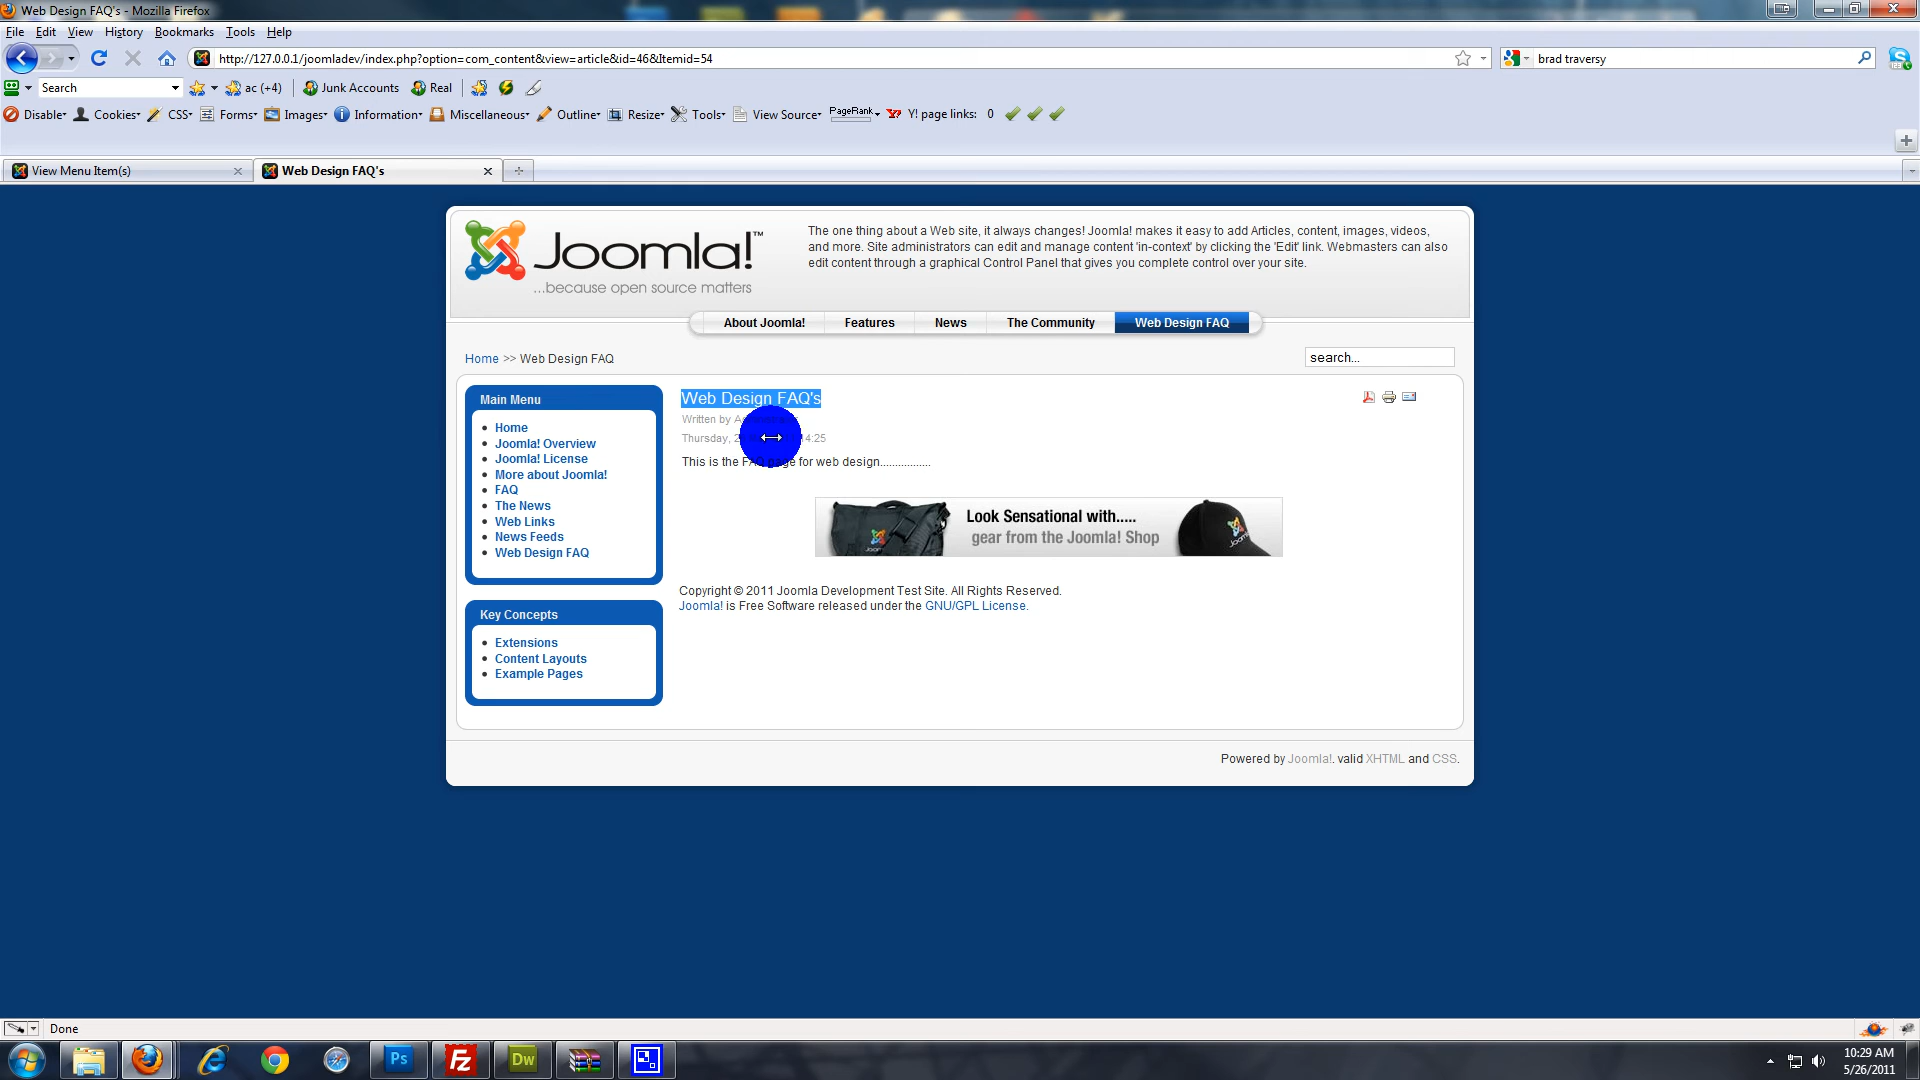 Web Design FAQ's - Mozilla Firefox
File Edit View History Bookmarks Tools Help
http://127.0.0.1/joomladev/index.php?option=com_content&view=article&id=46&Itemid=54
brad traversy
Search
ac (+4) Junk Accounts Real
Disable Cookies CSS Forms Images Information Miscellaneous Outline Resize Tools View Source PageRank Y! page links: 0
View Menu Item(s)
Web Design FAQ's
Joomla!™
...because open source matters
The one thing about a Web site, it always changes! Joomla! makes it easy to add Articles, content, images, videos,
and more. Site administrators can edit and manage content 'in-context' by clicking the 'Edit' link. Webmasters can also
edit content through a graphical Control Panel that gives you complete control over your site.
About Joomla! Features News The Community Web Design FAQ
Home >> Web Design FAQ
search...
Main Menu
Home
Joomla! Overview
Joomla! License
More about Joomla!
FAQ
The News
Web Links
News Feeds
Web Design FAQ
Key Concepts
Extensions
Content Layouts
Example Pages
Web Design FAQ's
Written by
Thursday, 4:25
This is the FAQ page for web design.................
Look Sensational with.....
gear from the Joomla! Shop
Copyright © 2011 Joomla Development Test Site. All Rights Reserved.
Joomla! is Free Software released under the GNU/GPL License.
Powered by Joomla!. valid XHTML and CSS.
Done
Ps
Fz
Dw
10:29 AM
5/26/2011